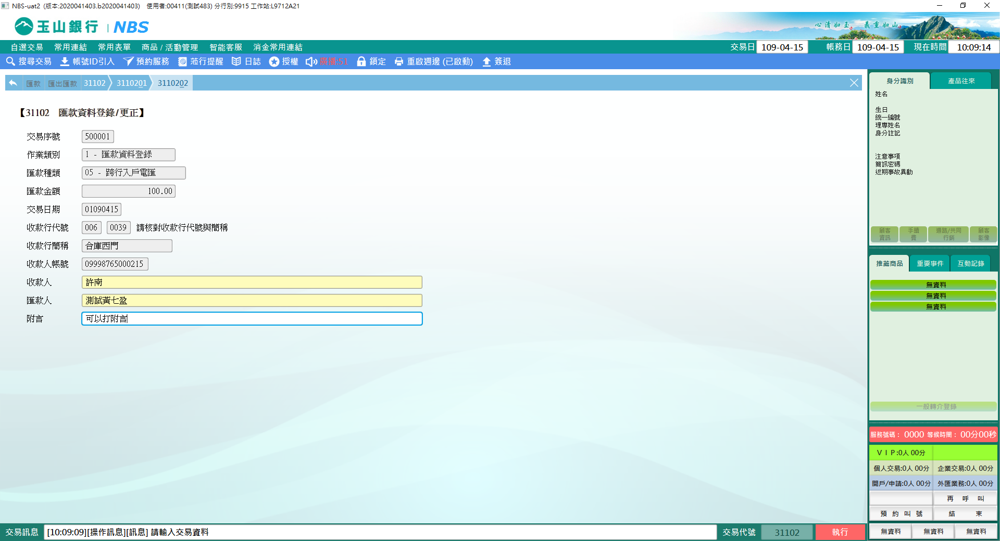 NBS-uat2 (版本:2020041403.b2020041403) 使用者:00411(測試483) 分行別:9915 工作站:L9712A21
玉山銀行 | NBS
心清如玉 義重如山
自選交易 常用連結 常用表單 商品 / 活動管理 智能客服 消金常用連結 交易日 109-04-15 帳務日 109-04-15 現在時間 10:09:14
搜尋交易 帳號ID引入 預約服務 蒞行提醒 日誌 授權 廣播:51 鎖定 重啟週邊 (已啟動) 簽退
匯款 匯出匯款 31102 3110201 3110202
【31102 匯款資料登錄/更正】
交易序號 500001
作業類別 1 - 匯款資料登錄
匯款種類 05 - 跨行入戶電匯
匯款金額 100.00
交易日期 01090415
收款行代號 006 0039 請核對收款行代號與簡稱
收款行簡稱 合庫西門
收款人帳號 09998765000215
收款人 許南
匯款人 測試黃七盈
附言 可以打附言
身分識別 產品往來
姓名
生日
統一編號
理專姓名
身分註記
注意事項
簡訊密碼
近期事故異動
顧客資訊 手續費 通路/共同行銷 顧客影像
推薦商品 重要事件 互動記錄
無資料
無資料
無資料
一般轉介登錄
服務號碼： 0000 等候時間： 00分00秒
ＶＩＰ:0人 00分
個人交易:0人 00分 企業交易:0人 00分
開戶/申請:0人 00分 外匯業務:0人 00分
再 呼 叫
預 約 叫 號 結 束
無資料 無資料 無資料
交易訊息 [10:09:09][操作訊息][訊息] 請輸入交易資料 交易代號 31102 執行